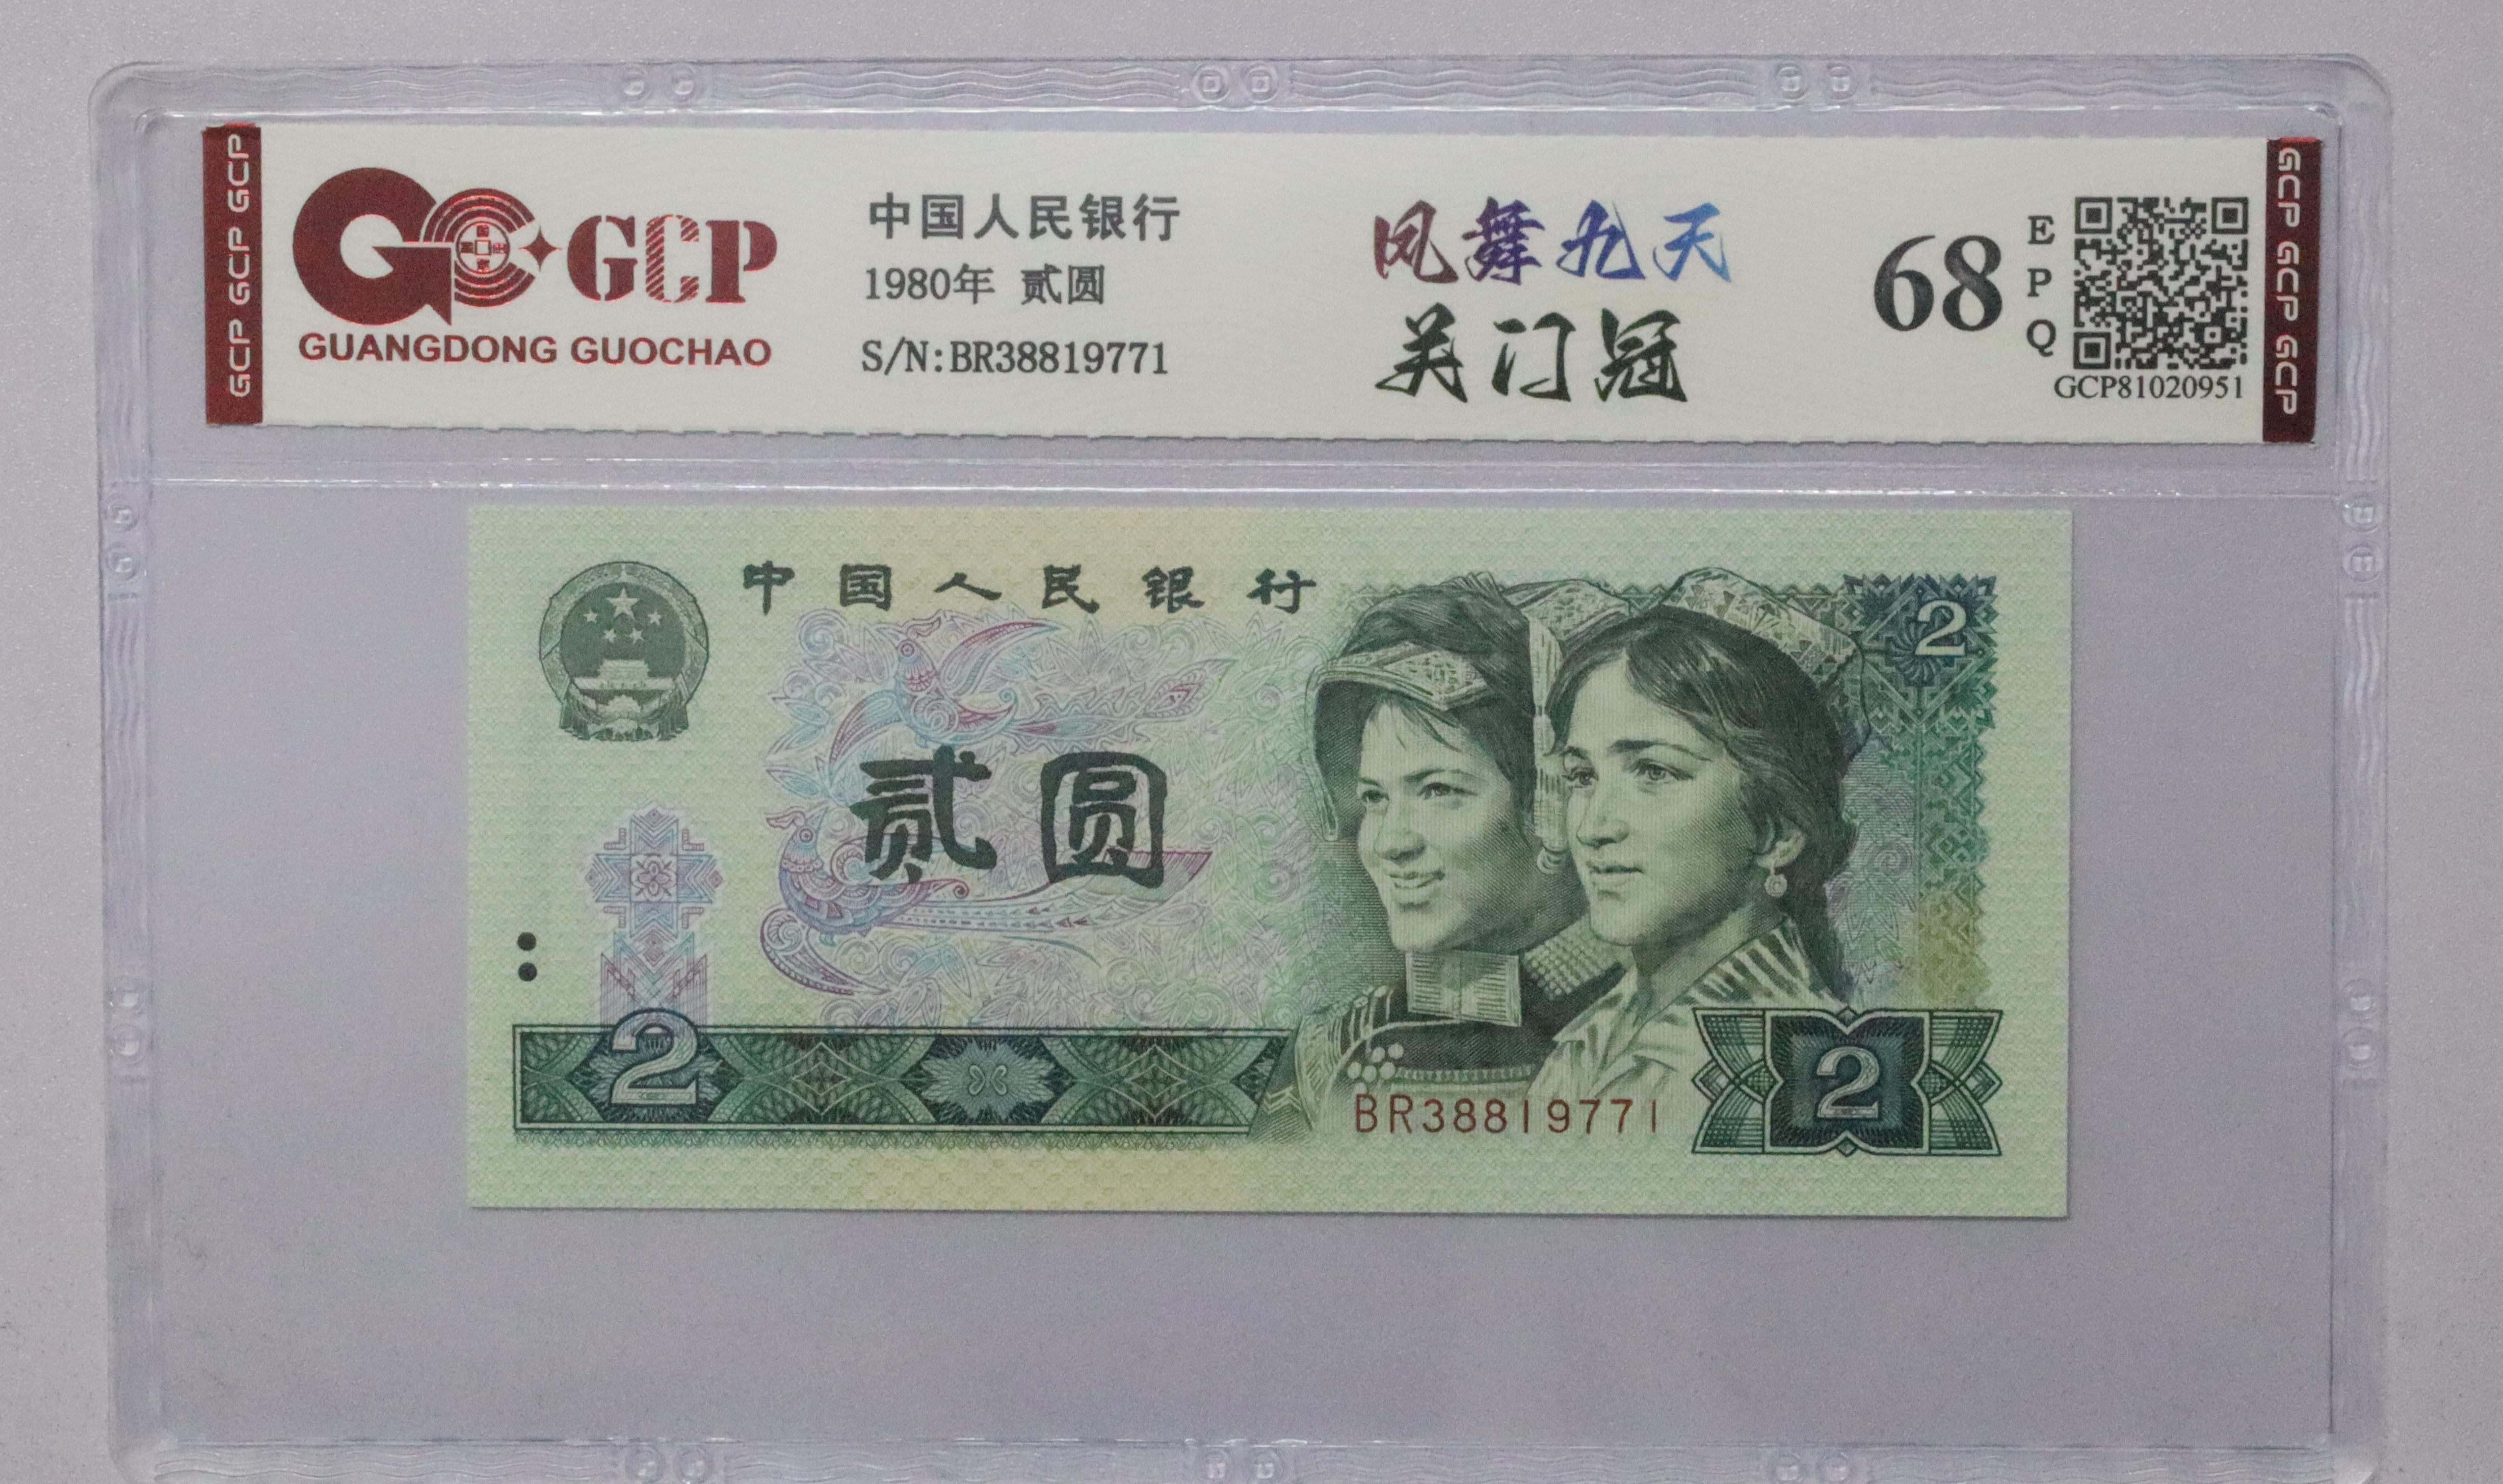 GCP GCP GCP
GCP
GUANGDONG GUOCHAO
中国人民银行
1980年 贰圆
S/N:BR38819771
凤舞九天
关门冠
68
EPQ
GCP81020951
GCP GCP GCP
中国人民银行
2
贰圆
2
BR38819771
2